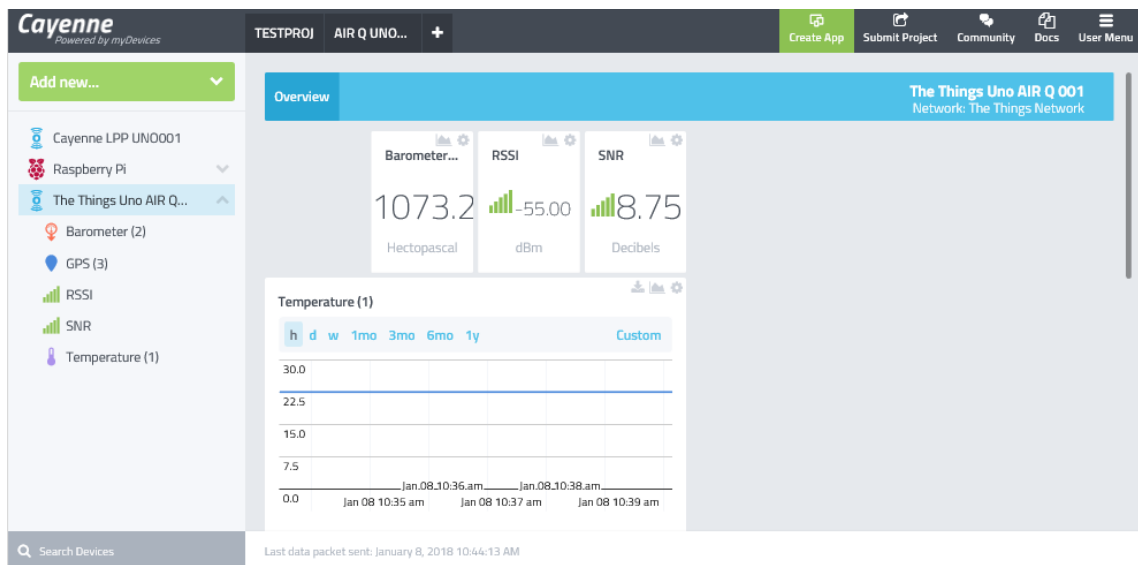 Cayenne
Powered by myDevices
TESTPROJ AIR Q UNO... +
Create App Submit Project Community Docs User Menu
Add new...
Cayenne LPP UNO001
Raspberry Pi
The Things Uno AIR Q...
Barometer (2)
GPS (3)
RSSI
SNR
Temperature (1)
Search Devices
Overview
The Things Uno AIR Q 001
Network: The Things Network
Barometer... RSSI SNR
1073.2 -55.00 8.75
Hectopascal dBm Decibels
Temperature (1)
h d w 1mo 3mo 6mo 1y Custom
30.0
22.5
15.0
7.5
Jan 08 10:36 am Jan 08 10:38 am
0.0 Jan 08 10:35 am Jan 08 10:37 am Jan 08 10:39 am
Last data packet sent: January 8, 2018 10:44:13 AM